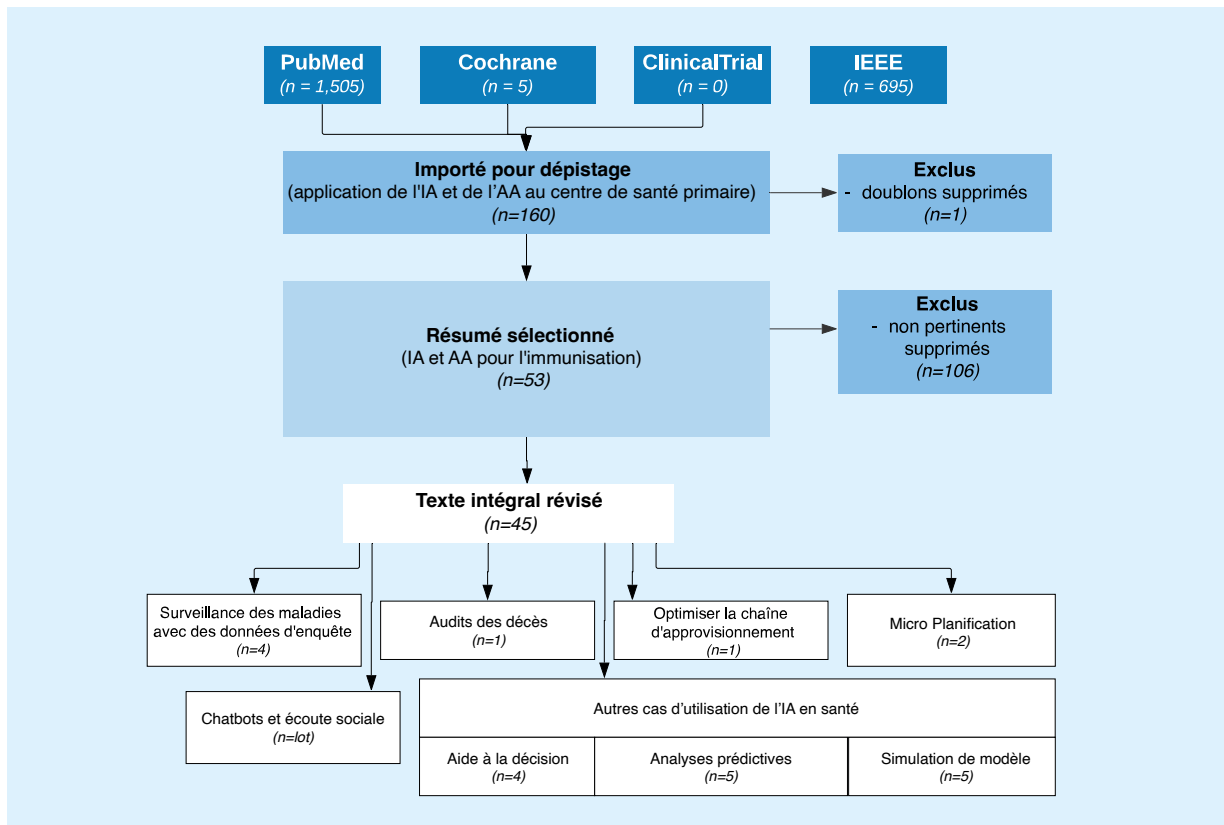 PubMed
(n = 1,505)
Cochrane
(n = 5)
ClinicalTrial
(n = 0)
IEEE
(n = 695)
Importé pour dépistage
(application de l'IA et de l'AA au centre de santé primaire)
(n=160)
Exclus
- doublons supprimés
(n=1)
Résumé sélectionné
(IA et AA pour l'immunisation)
(n=53)
Exclus
- non pertinents
supprimés
(n=106)
Texte intégral révisé
(n=45)
Surveillance des maladies
avec des données d'enquête
(n=4)
Audits des décès
(n=1)
Optimiser la chaîne
d'approvisionnement
(n=1)
Micro Planification
(n=2)
Chatbots et écoute sociale
(n=lot)
Autres cas d'utilisation de l'IA en santé
Aide à la décision
(n=4)
Analyses prédictives
(n=5)
Simulation de modèle
(n=5)